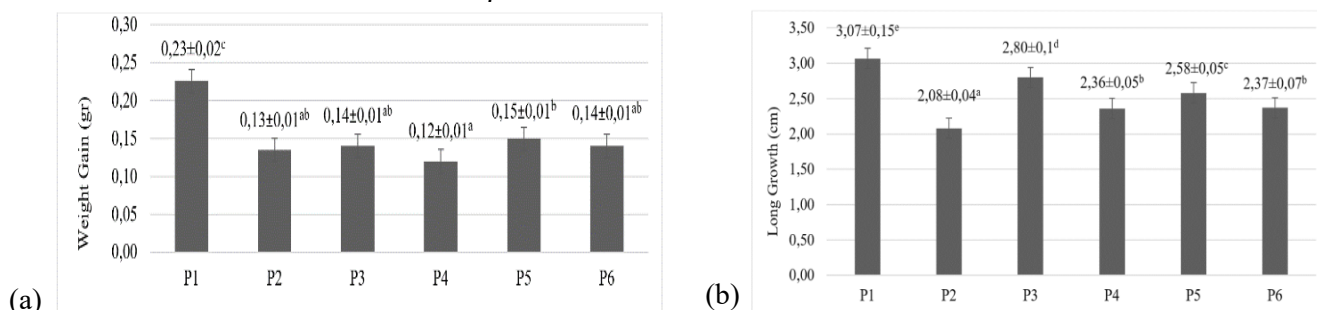 (a)
Weight Gain (gr)
0,30
0,25
0,20
0,15
0,10
0,05
0,00
0,23±0,02ᶜ
0,13±0,01ᵃᵇ
0,14±0,01ᵃᵇ
0,12±0,01ᵃ
0,15±0,01ᵇ
0,14±0,01ᵃᵇ
P1 P2 P3 P4 P5 P6
(b)
Long Growth (cm)
3,50
3,00
2,50
2,00
1,50
1,00
0,50
0,00
3,07±0,15ᵉ
2,08±0,04ᵃ
2,80±0,1ᵈ
2,36±0,05ᵇ
2,58±0,05ᶜ
2,37±0,07ᵇ
P1 P2 P3 P4 P5 P6